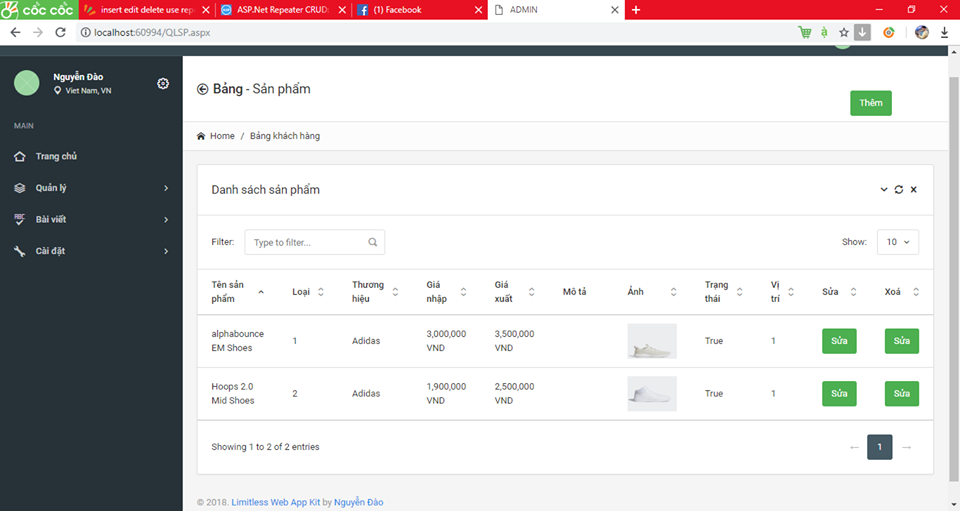 cốc cốc
insert edit delete use rep
ASP.Net Repeater CRUD:
(1) Facebook
ADMIN
localhost:60994/QLSP.aspx
Nguyễn Đào
Viet Nam, VN
MAIN
Trang chủ
Quản lý
Bài viết
Cài đặt
Bảng - Sản phẩm
Thêm
Home / Bảng khách hàng
Danh sách sản phẩm
Filter: Type to filter... Show: 10
Tên sản phẩm Loại Thương hiệu Giá nhập Giá xuất Mô tả Ảnh Trạng thái Vị trí Sửa Xoá
alphabounce EM Shoes 1 Adidas 3,000,000 VND 3,500,000 VND True 1 Sửa Sửa
Hoops 2.0 Mid Shoes 2 Adidas 1,900,000 VND 2,500,000 VND True 1 Sửa Sửa
Showing 1 to 2 of 2 entries ← 1 →
© 2018. Limitless Web App Kit by Nguyễn Đào